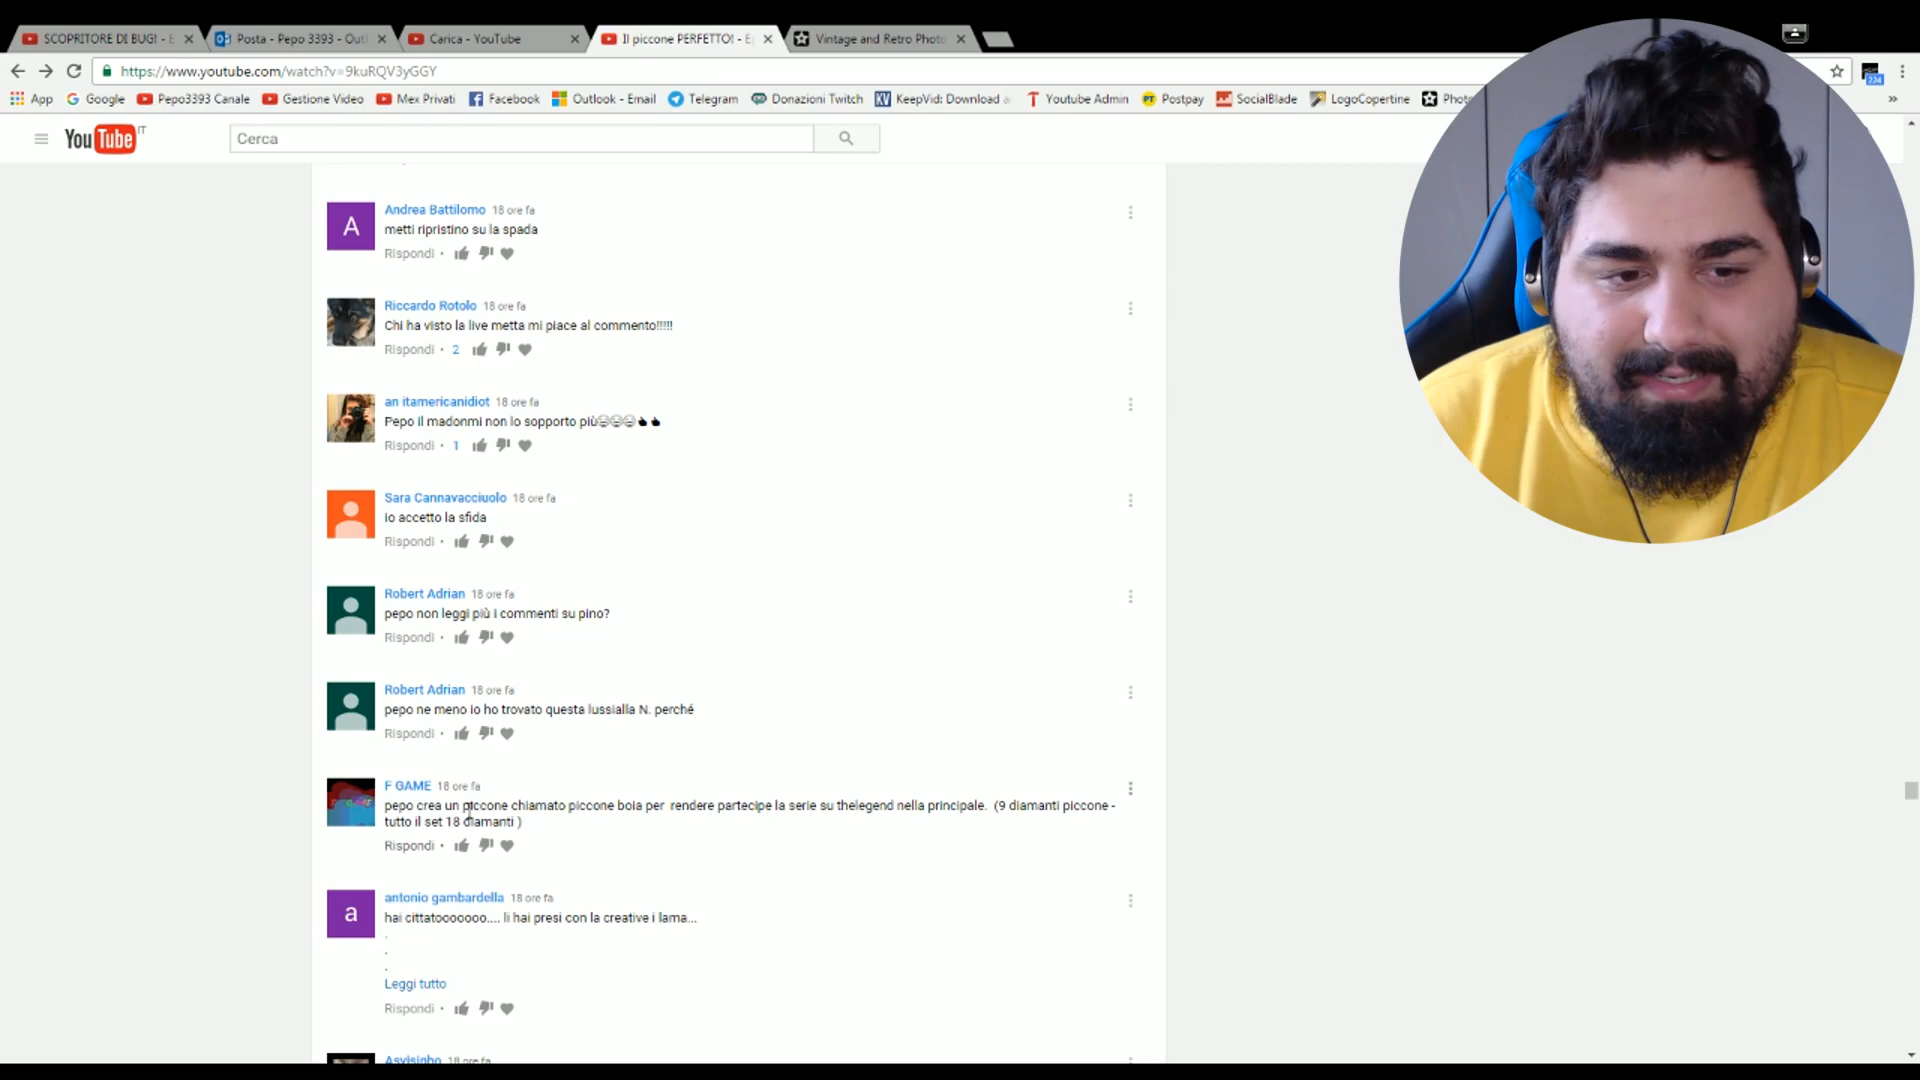 SCOPRITORE DI BUG! - E
Posta - Pepo 3393 - Outl
Carica - YouTube
Il piccone PERFETTO! - E
Vintage and Retro Photo
https://www.youtube.com/watch?v=9kuRQV3yGGY
224
App
Google
Pepo3393 Canale
Gestione Video
Mex Privati
Facebook
Outlook - Email
Telegram
Donazioni Twitch
KeepVid: Download a
Youtube Admin
Postpay
SocialBlade
LogoCopertine
Photo
YouTube IT
Cerca
Andrea Battilomo 18 ore fa
metti ripristino su la spada
Rispondi •
Riccardo Rotolo 18 ore fa
Chi ha visto la live metta mi piace al commento!!!!!
Rispondi • 2
an itamericanidiot 18 ore fa
Pepo il madonmi non lo sopporto più😂😂😂👍👍
Rispondi • 1
Sara Cannavacciuolo 18 ore fa
io accetto la sfida
Rispondi •
Robert Adrian 18 ore fa
pepo non leggi più i commenti su pino?
Rispondi •
Robert Adrian 18 ore fa
pepo ne meno io ho trovato questa lussialla N. perché
Rispondi •
F GAME 18 ore fa
pepo crea un piccone chiamato piccone boia per rendere partecipe la serie su thelegend nella principale. (9 diamanti piccone -
tutto il set 18 diamanti )
Rispondi •
A
a
antonio gambardella 18 ore fa
hai cittatooooooo.... li hai presi con la creative i lama...
.
.
.
Leggi tutto
Rispondi •
Asvisinho 18 ore fa